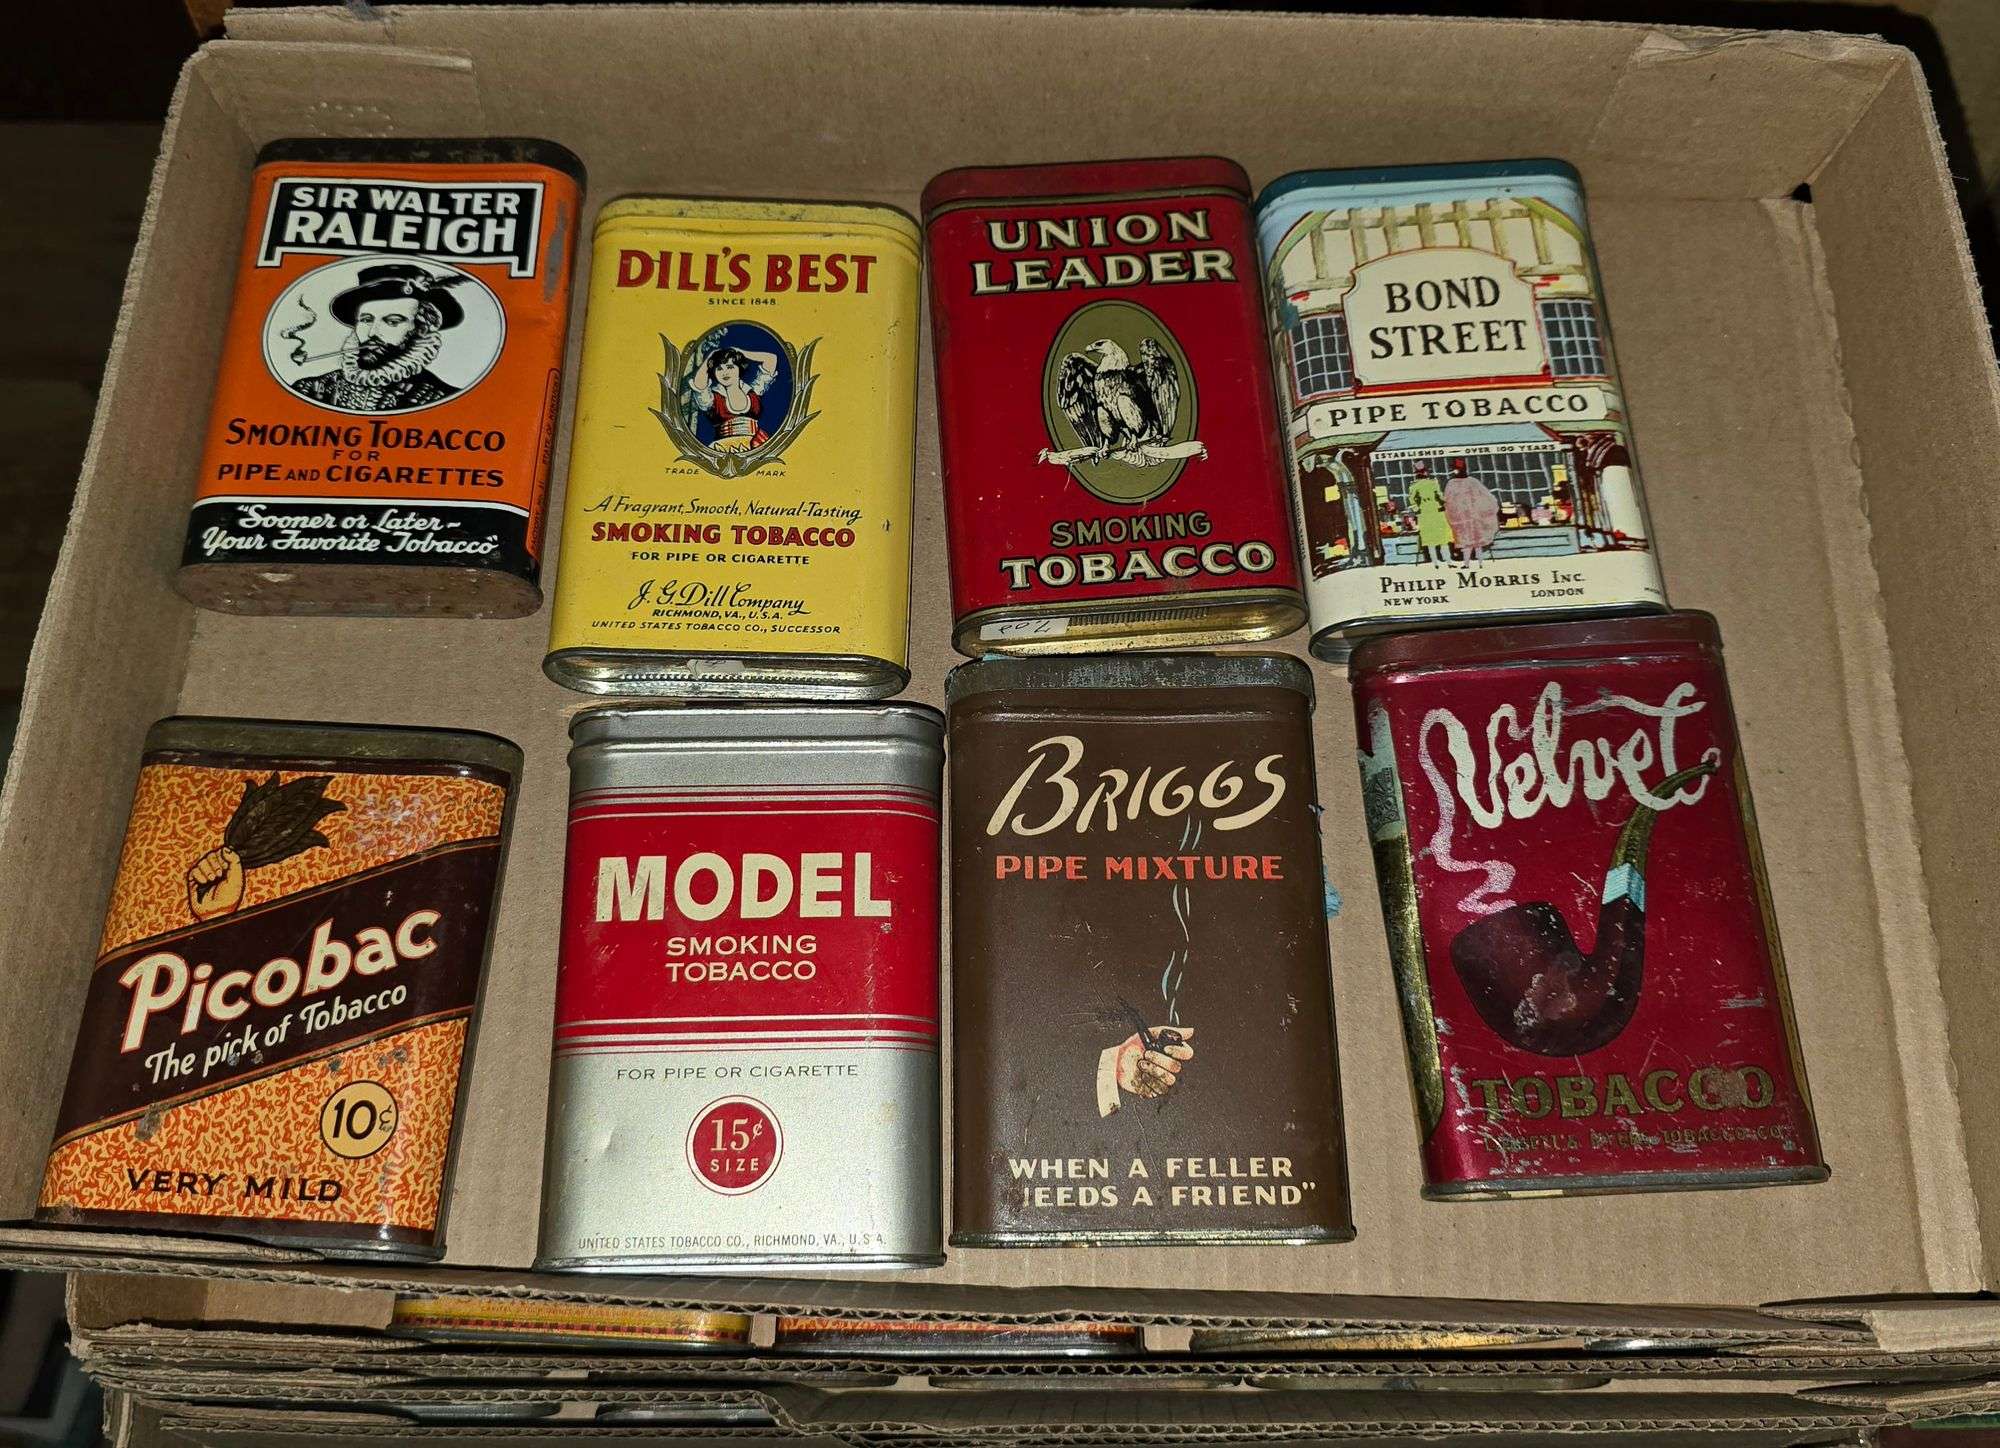 SIR WALTER
RALEIGH
SMOKING TOBACCO
FOR
PIPE AND CIGARETTES
"Sooner or Later-
Your Favorite Tobacco"
DILL'S BEST
SINCE 1848
TRADE MARK
A Fragrant, Smooth, Natural-Tasting
SMOKING TOBACCO
FOR PIPE OR CIGARETTE
J. G. Dill Company
RICHMOND, VA., U.S.A.
UNITED STATES TOBACCO CO., SUCCESSOR
UNION
LEADER
SMOKING
TOBACCO
BOND
STREET
PIPE TOBACCO
ESTABLISHED - OVER 100 YEARS
PHILIP MORRIS INC.
NEW YORK LONDON
Picobac
The pick of Tobacco
10¢
VERY MILD
MODEL
SMOKING
TOBACCO
FOR PIPE OR CIGARETTE
15¢
SIZE
UNITED STATES TOBACCO CO., RICHMOND, VA., U.S.A.
BRIGGS
PIPE MIXTURE
WHEN A FELLER
EEDS A FRIEND"
Velvet
TOBACCO